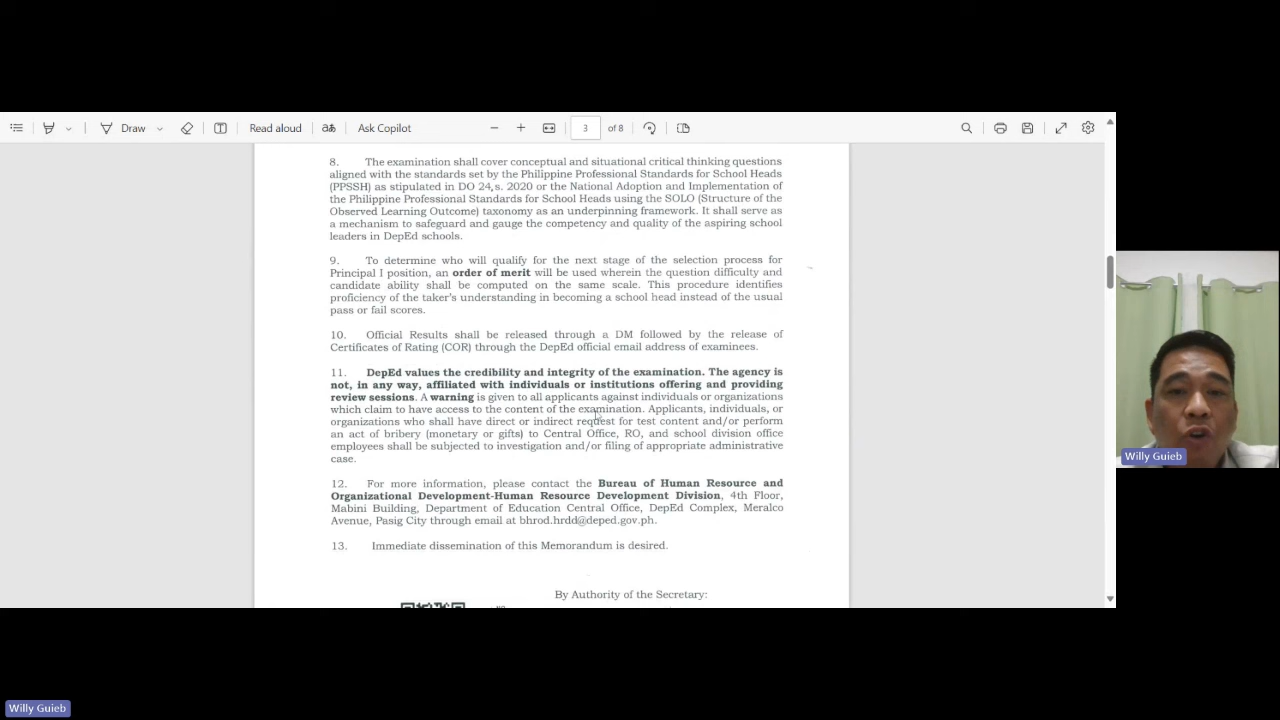 Draw
Read aloud
Ask Copilot
3 of 8
8. The examination shall cover conceptual and situational critical thinking questions
aligned with the standards set by the Philippine Professional Standards for School Heads
(PPSSH) as stipulated in DO 24, s. 2020 or the National Adoption and Implementation of
the Philippine Professional Standards for School Heads using the SOLO (Structure of the
Observed Learning Outcome) taxonomy as an underpinning framework. It shall serve as
a mechanism to safeguard and gauge the competency and quality of the aspiring school
leaders in DepEd schools.
9. To determine who will qualify for the next stage of the selection process for
Principal I position, an order of merit will be used wherein the question difficulty and
candidate ability shall be computed on the same scale. This procedure identifies
proficiency of the taker's understanding in becoming a school head instead of the usual
pass or fail scores.
10. Official Results shall be released through a DM followed by the release of
Certificates of Rating (COR) through the DepEd official email address of examinees.
11. DepEd values the credibility and integrity of the examination. The agency is
not, in any way, affiliated with individuals or institutions offering and providing
review sessions. A warning is given to all applicants against individuals or organizations
which claim to have access to the content of the examination. Applicants, individuals, or
organizations who shall have direct or indirect request for test content and/or perform
an act of bribery (monetary or gifts) to Central Office, RO, and school division office
employees shall be subjected to investigation and/or filing of appropriate administrative
case.
12. For more information, please contact the Bureau of Human Resource and
Organizational Development-Human Resource Development Division, 4th Floor,
Mabini Building, Department of Education Central Office, DepEd Complex, Meralco
Avenue, Pasig City through email at bhrod.hrdd@deped.gov.ph.
13. Immediate dissemination of this Memorandum is desired.
By Authority of the Secretary:
Willy Guieb
Willy Guieb